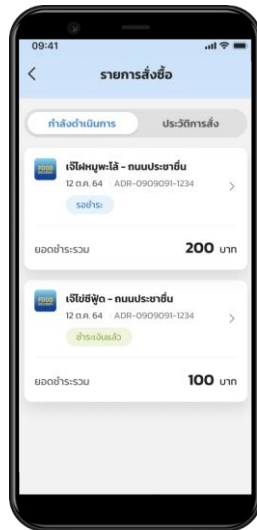 09:41
รายการสั่งซื้อ
กำลังดำเนินการ ประวัติการสั่ง
FOOD
เจ๊ไฝหมูพะโล้ - ถนนประชาชื่น
12 ต.ค. 64 ADR-0909091-1234
รอชำระ
ยอดชำระรวม 200 บาท
FOOD
เจ๊ไข่ซีฟู้ด - ถนนประชาชื่น
12 ต.ค. 64 ADR-0909091-1234
ชำระเงินแล้ว
ยอดชำระรวม 100 บาท